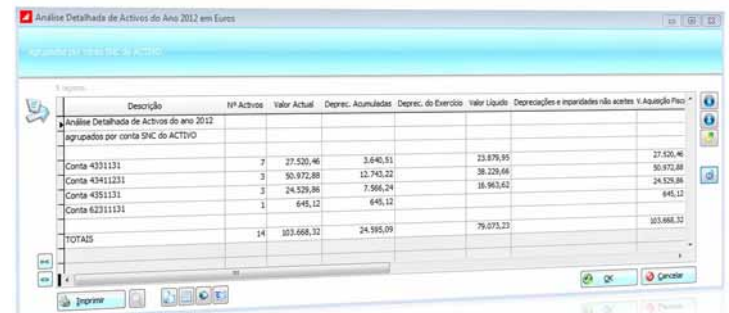 Análise Detalhada de Activos do Ano 2012 em Euros
agrupados por conta SNC do ACTIVO
Descrição Nº Activos Valor Actual Deprec. Acumuladas Deprec. do Exercício Valor Líquido Depreciações e imparidades não aceites V. Aquisição Fisco
Análise Detalhada de Activos do ano 2012
agrupados por conta SNC do ACTIVO
Conta 4331131 7 27.520,46 3.640,51 23.879,95 27.520,46
Conta 43411231 3 50.972,88 12.743,22 38.229,66 50.972,88
Conta 4351131 3 24.529,86 7.566,24 16.963,62 24.529,86
Conta 62311131 1 645,12 645,12 645,12
TOTAIS 14 103.668,32 24.595,09 79.073,23 103.668,32
Imprimir OK Cancelar